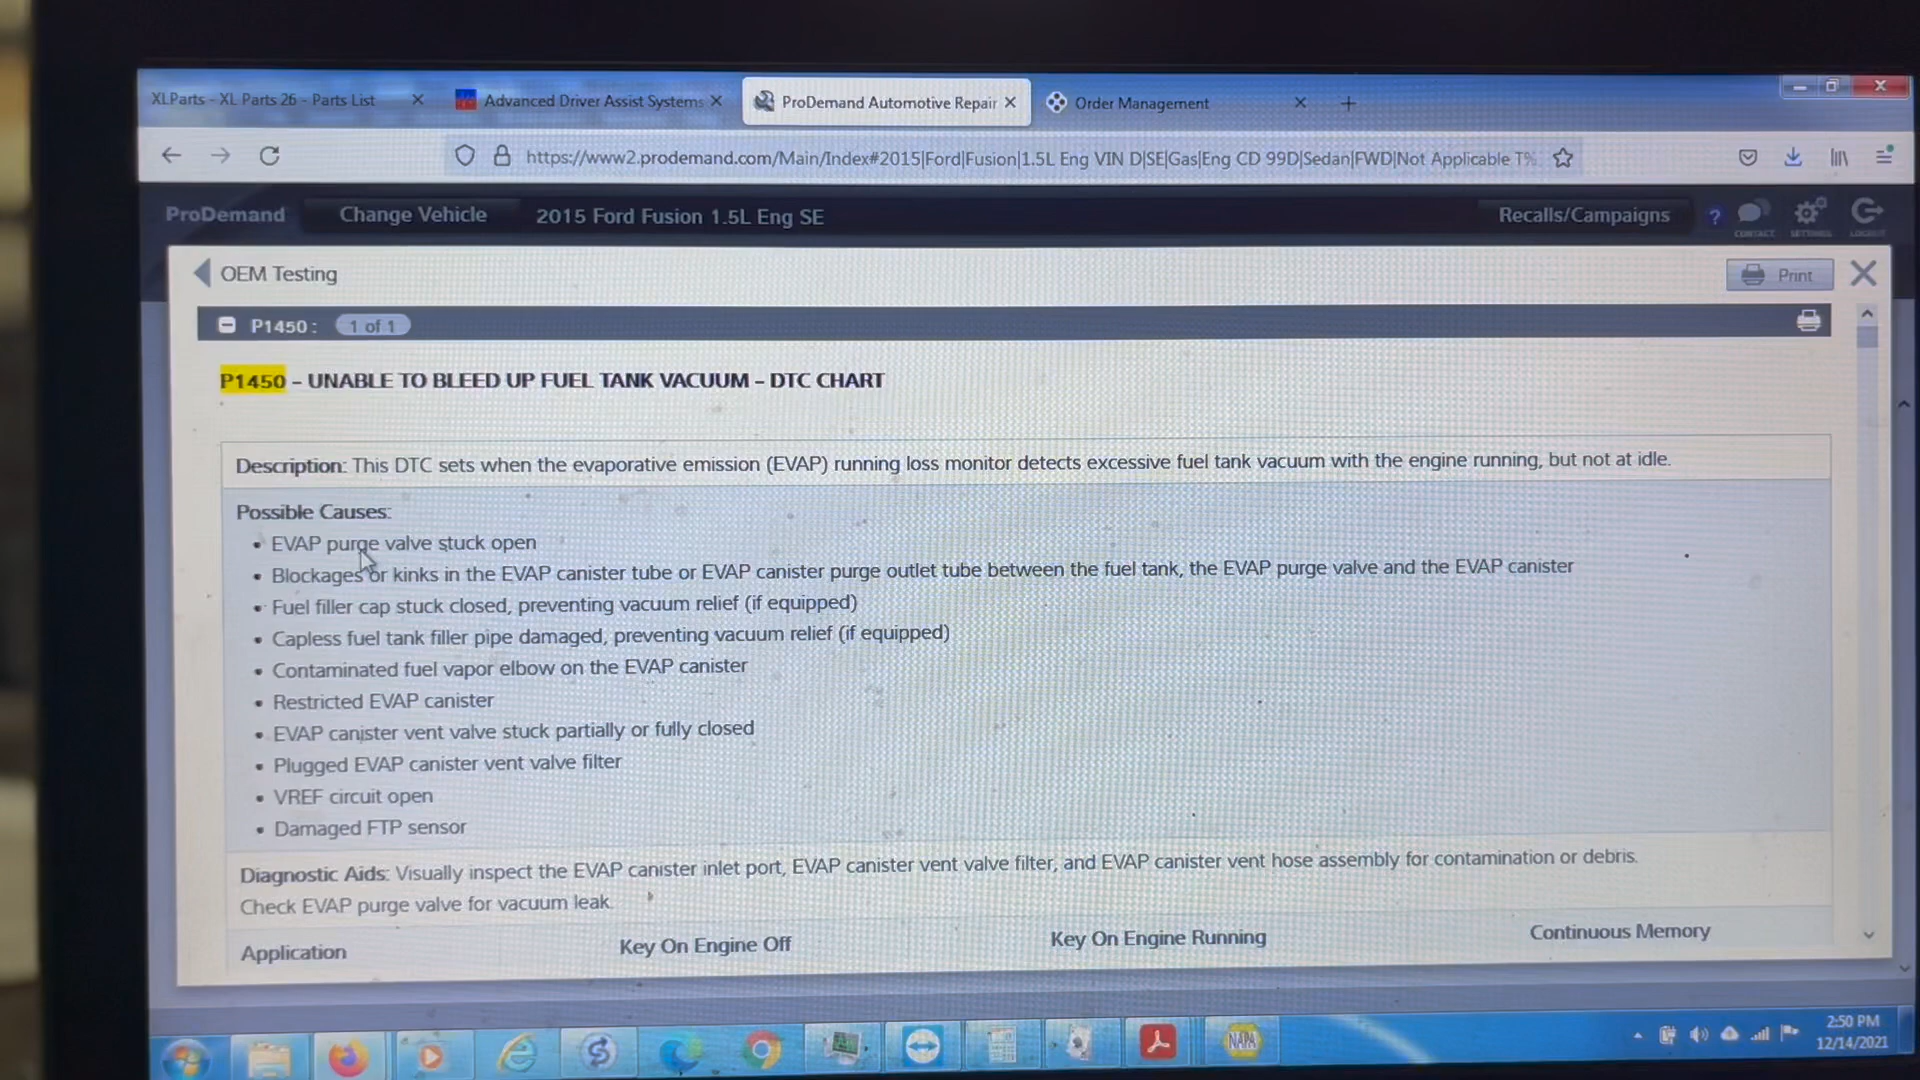 XLParts - XL Parts 26 - Parts List
Advanced Driver Assist Systems
ProDemand Automotive Repair
Order Management
https://www2.prodemand.com/Main/Index#2015|Ford|Fusion|1.5L Eng VIN D|SE|Gas|Eng CD 99D|Sedan|FWD|Not Applicable T%
ProDemand
Change Vehicle
2015 Ford Fusion 1.5L Eng SE
Recalls/Campaigns
?
CONTACT
SETTINGS
LOGOUT
OEM Testing
Print
P1450 :
1 of 1
P1450 - UNABLE TO BLEED UP FUEL TANK VACUUM - DTC CHART
Description: This DTC sets when the evaporative emission (EVAP) running loss monitor detects excessive fuel tank vacuum with the engine running, but not at idle.
Possible Causes:
• EVAP purge valve stuck open
• Blockages or kinks in the EVAP canister tube or EVAP canister purge outlet tube between the fuel tank, the EVAP purge valve and the EVAP canister
• Fuel filler cap stuck closed, preventing vacuum relief (if equipped)
• Capless fuel tank filler pipe damaged, preventing vacuum relief (if equipped)
• Contaminated fuel vapor elbow on the EVAP canister
• Restricted EVAP canister
• EVAP canister vent valve stuck partially or fully closed
• Plugged EVAP canister vent valve filter
• VREF circuit open
• Damaged FTP sensor
Diagnostic Aids: Visually inspect the EVAP canister inlet port, EVAP canister vent valve filter, and EVAP canister vent hose assembly for contamination or debris.
Check EVAP purge valve for vacuum leak.
Application
Key On Engine Off
Key On Engine Running
Continuous Memory
NAPA
2:50 PM
12/14/2021